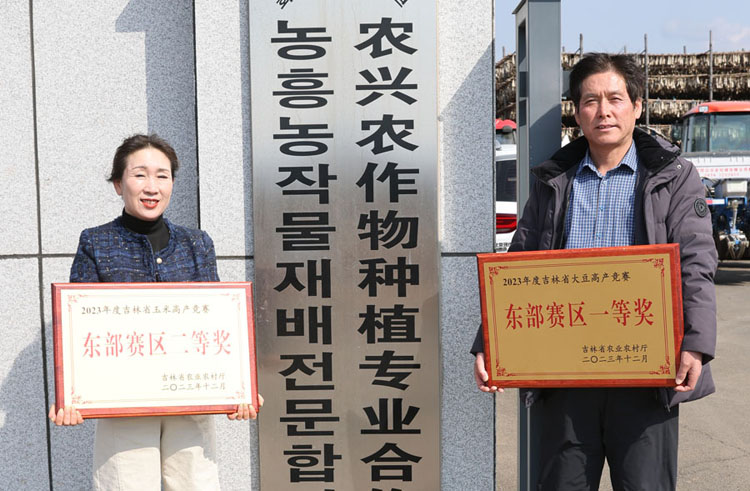 농흥농작물재배전문합
农兴农作物种植专业合
2023年度吉林省玉米高产竞赛
东部赛区二等奖
吉林省农业农村厅
二〇二三年十二月
2023年度吉林省大豆高产竞赛
东部赛区一等奖
吉林省农业农村厅
二〇二三年十二月